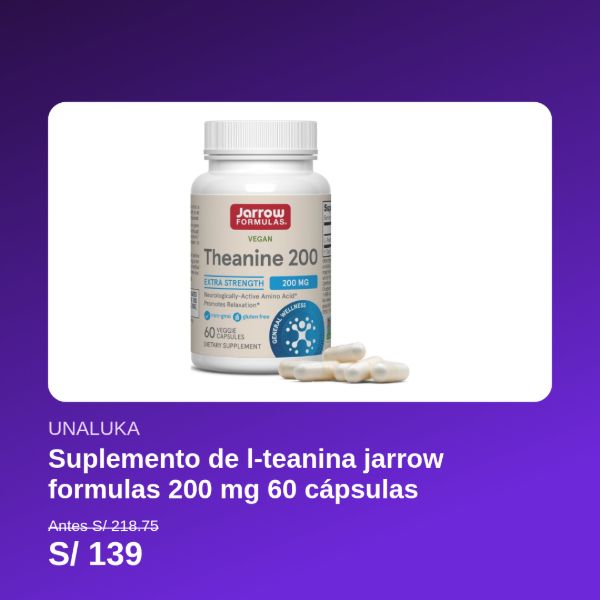 Jarrow
FORMULAS®
VEGAN
Theanine 200
EXTRA STRENGTH
200 MG
Neurologically-Active Amino Acid*
Promotes Relaxation*
non-gmo
gluten free
60 VEGGIE
CAPSULES
DIETARY SUPPLEMENT
GENERAL WELLNESS
UNALUKA
Suplemento de l-teanina jarrow
formulas 200 mg 60 cápsulas
Antes S/ 218.75
S/ 139